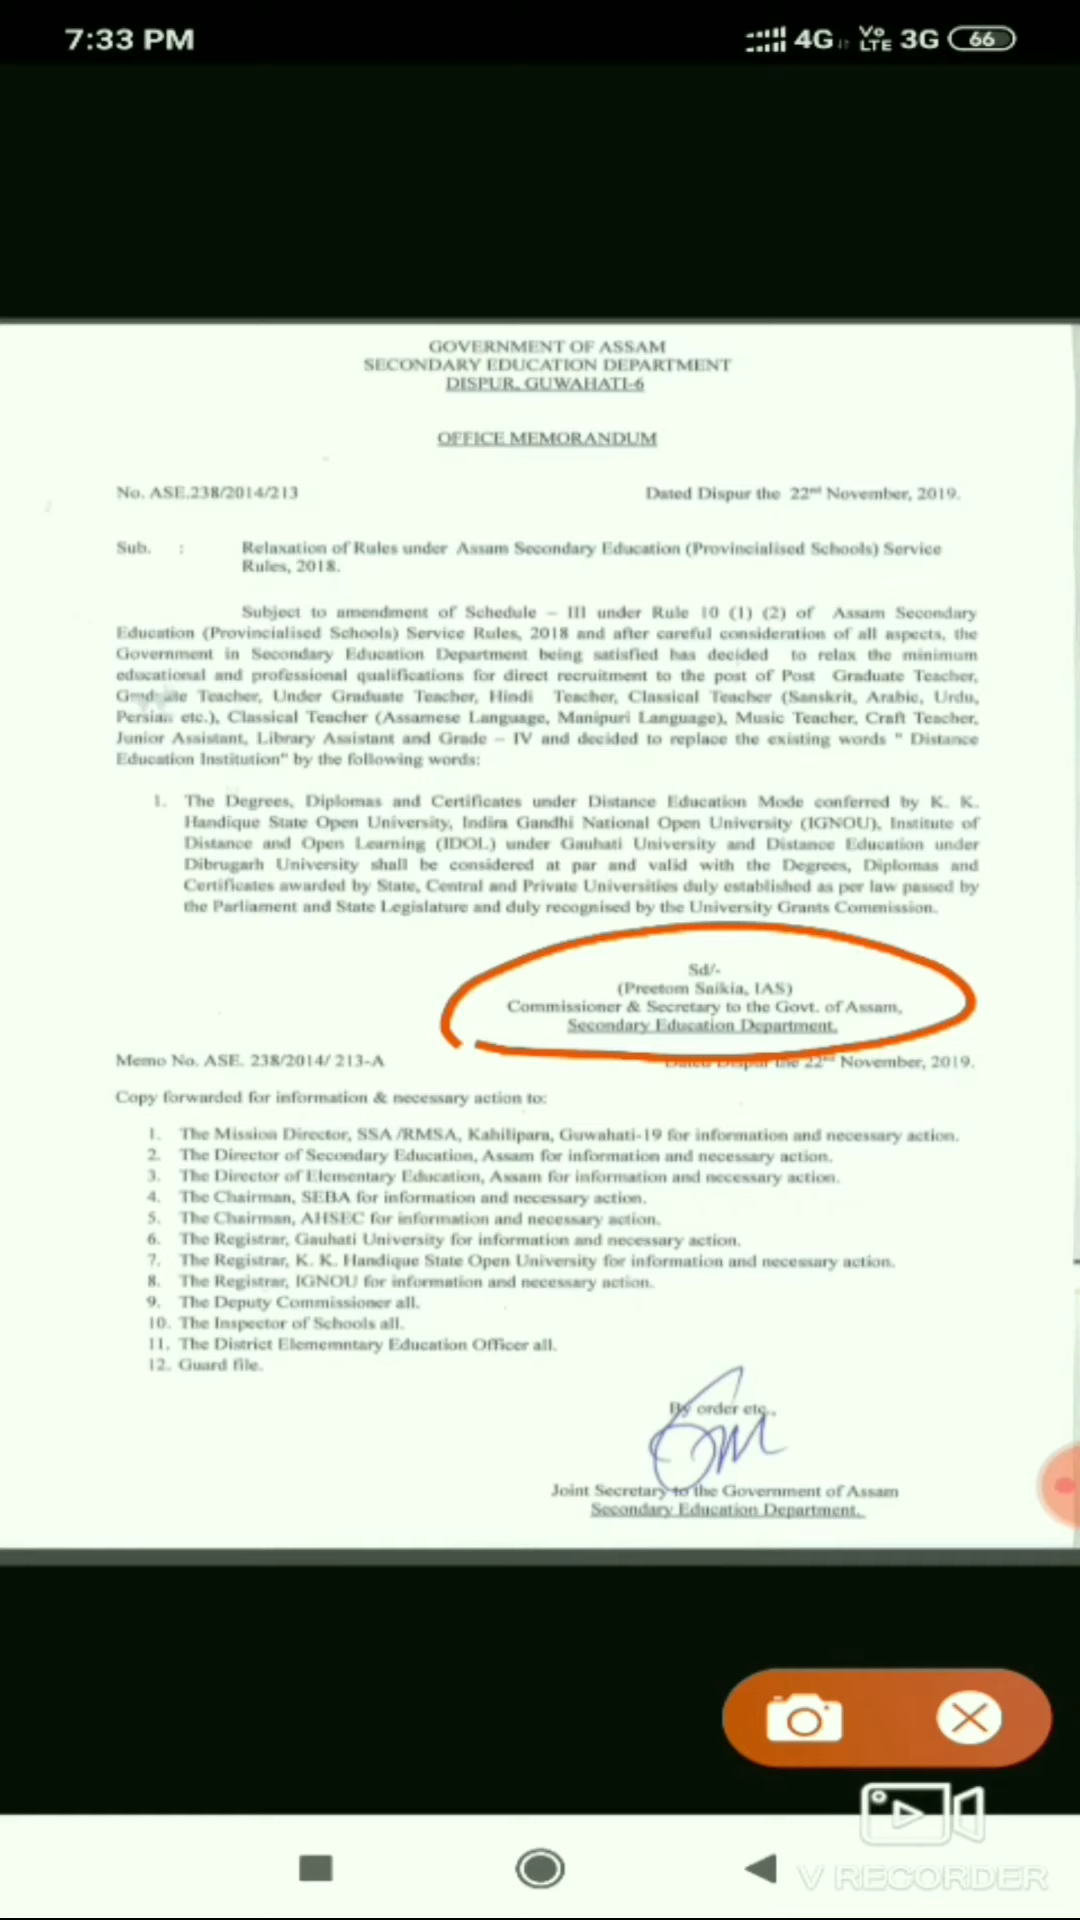 7:33 PM
4G Vo LTE 3G 66
GOVERNMENT OF ASSAM
SECONDARY EDUCATION DEPARTMENT
DISPUR, GUWAHATI-6
OFFICE MEMORANDUM
No. ASE.238/2014/213 Dated Dispur the 22nd November, 2019.
Sub. : Relaxation of Rules under Assam Secondary Education (Provincialised Schools) Service
Rules, 2018.
Subject to amendment of Schedule – III under Rule 10 (1) (2) of Assam Secondary
Education (Provincialised Schools) Service Rules, 2018 and after careful consideration of all aspects, the
Government in Secondary Education Department being satisfied has decided to relax the minimum
educational and professional qualifications for direct recruitment to the post of Post Graduate Teacher,
Graduate Teacher, Under Graduate Teacher, Hindi Teacher, Classical Teacher (Sanskrit, Arabic, Urdu,
Persian etc.), Classical Teacher (Assamese Language, Manipuri Language), Music Teacher, Craft Teacher,
Junior Assistant, Library Assistant and Grade – IV and decided to replace the existing words " Distance
Education Institution" by the following words:
1. The Degrees, Diplomas and Certificates under Distance Education Mode conferred by K. K.
Handique State Open University, Indira Gandhi National Open University (IGNOU), Institute of
Distance and Open Learning (IDOL) under Gauhati University and Distance Education under
Dibrugarh University shall be considered at par and valid with the Degrees, Diplomas and
Certificates awarded by State, Central and Private Universities duly established as per law passed by
the Parliament and State Legislature and duly recognised by the University Grants Commission.
Sd/-
(Preetom Saikia, IAS)
Commissioner & Secretary to the Govt. of Assam,
Secondary Education Department.
Memo No. ASE. 238/2014/ 213-A Dated Dispur the 22nd November, 2019.
Copy forwarded for information & necessary action to:
1. The Mission Director, SSA /RMSA, Kahilipara, Guwahati-19 for information and necessary action.
2. The Director of Secondary Education, Assam for information and necessary action.
3. The Director of Elementary Education, Assam for information and necessary action.
4. The Chairman, SEBA for information and necessary action.
5. The Chairman, AHSEC for information and necessary action.
6. The Registrar, Gauhati University for information and necessary action.
7. The Registrar, K. K. Handique State Open University for information and necessary action.
8. The Registrar, IGNOU for information and necessary action.
9. The Deputy Commissioner all.
10. The Inspector of Schools all.
11. The District Elememntary Education Officer all.
12. Guard file.
By order etc.,
Joint Secretary to the Government of Assam
Secondary Education Department.
V RECORDER